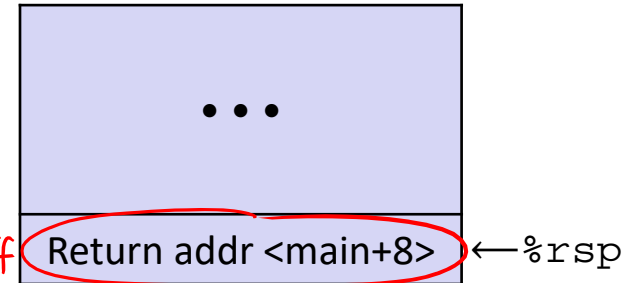 • • •
f Return addr <main+8> ←%rsp